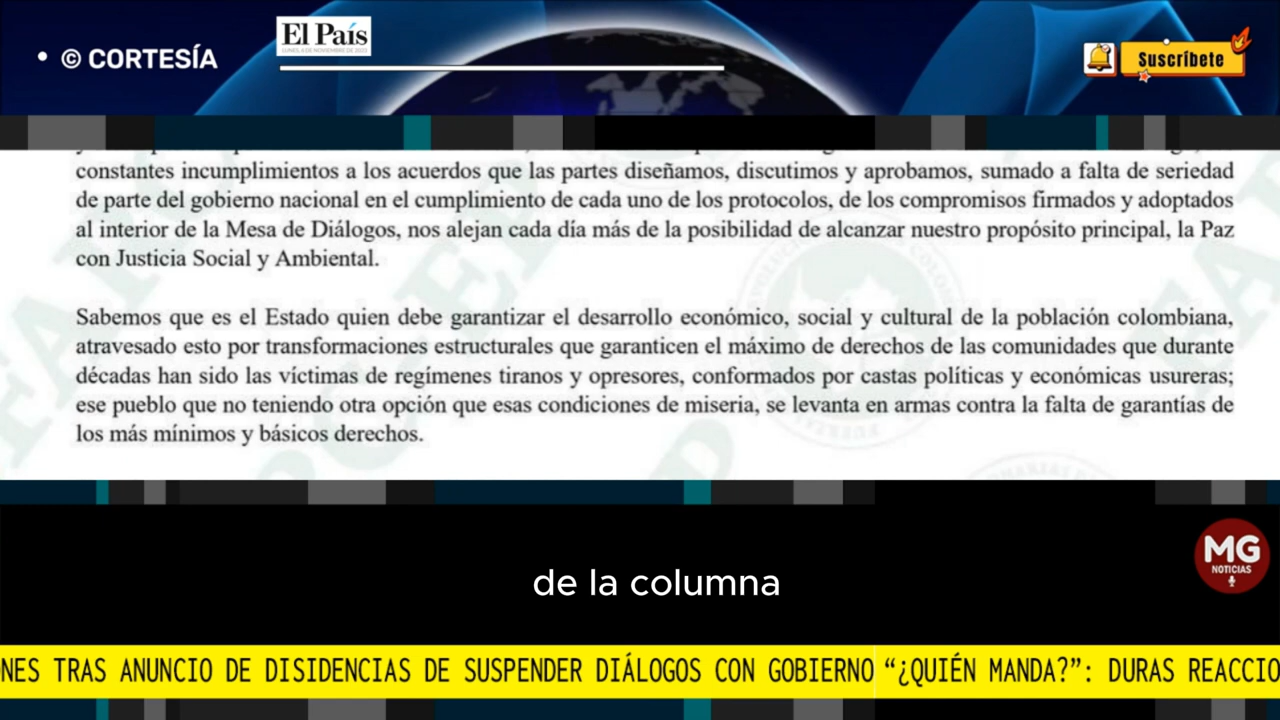 • © CORTESÍA
El País
LUNES, 6 DE NOVIEMBRE DE 2023
Suscríbete
constantes incumplimientos a los acuerdos que las partes diseñamos, discutimos y aprobamos, sumado a falta de seriedad
de parte del gobierno nacional en el cumplimiento de cada uno de los protocolos, de los compromisos firmados y adoptados
al interior de la Mesa de Diálogos, nos alejan cada día más de la posibilidad de alcanzar nuestro propósito principal, la Paz
con Justicia Social y Ambiental.
Sabemos que es el Estado quien debe garantizar el desarrollo económico, social y cultural de la población colombiana,
atravesado esto por transformaciones estructurales que garanticen el máximo de derechos de las comunidades que durante
décadas han sido las víctimas de regímenes tiranos y opresores, conformados por castas políticas y económicas usureras;
ese pueblo que no teniendo otra opción que esas condiciones de miseria, se levanta en armas contra la falta de garantías de
los más mínimos y básicos derechos.
MG
NOTICIAS
de la columna
NES TRAS ANUNCIO DE DISIDENCIAS DE SUSPENDER DIÁLOGOS CON GOBIERNO “¿QUIÉN MANDA?”: DURAS REACCIO